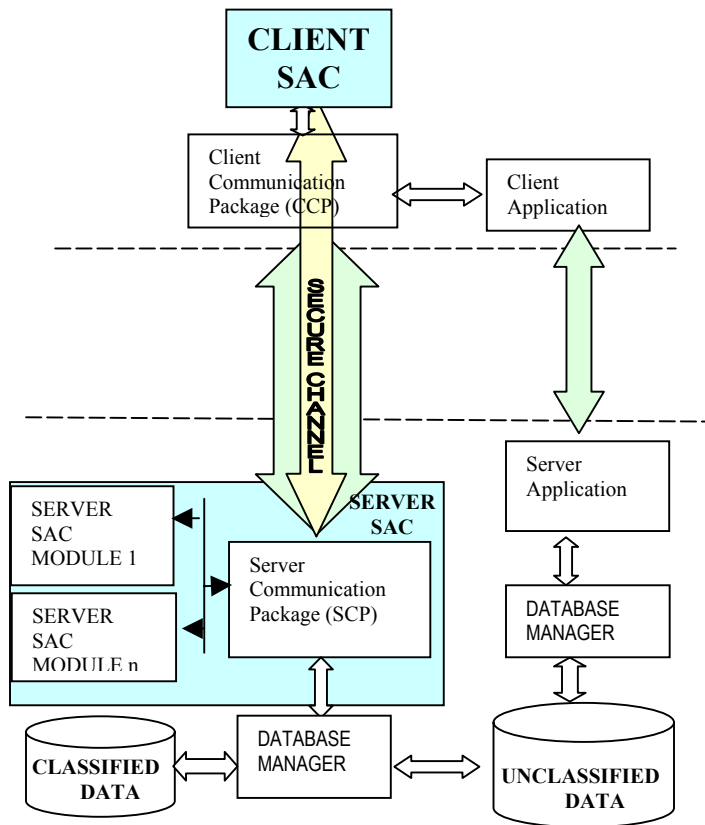 CLIENT
SAC
Client
Communication
Package (CCP)
Client
Application
SECURE CHANNEL
Server
Application
SERVER
SAC
SERVER
SAC
MODULE 1
Server
Communication
Package (SCP)
SERVER
SAC
MODULE n
DATABASE
MANAGER
DATABASE
MANAGER
CLASSIFIED
DATA
UNCLASSIFIED
DATA